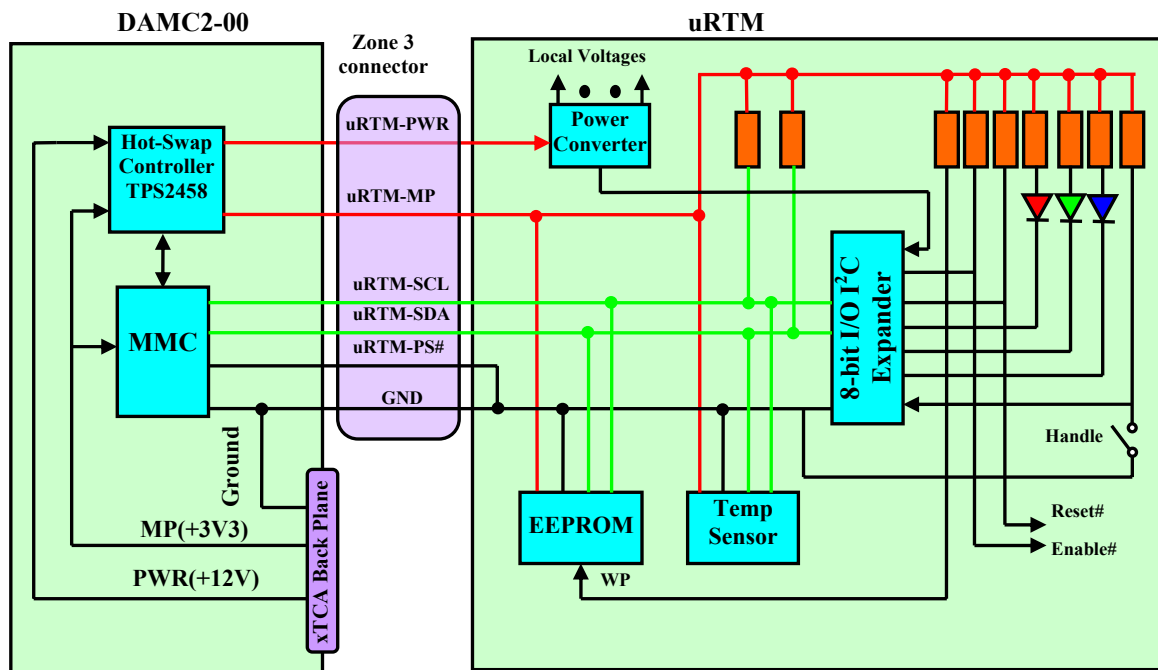 DAMC2-00
Zone 3
connector
uRTM
Local Voltages
uRTM-PWR
Hot-Swap
Controller
TPS2458
Power
Converter
uRTM-MP
uRTM-SCL
uRTM-SDA
uRTM-PS#
GND
MMC
8-bit I/O I²C
Expander
Handle
Ground
xTCA Back Plane
MP(+3V3)
PWR(+12V)
EEPROM
Temp
Sensor
WP
Reset#
Enable#